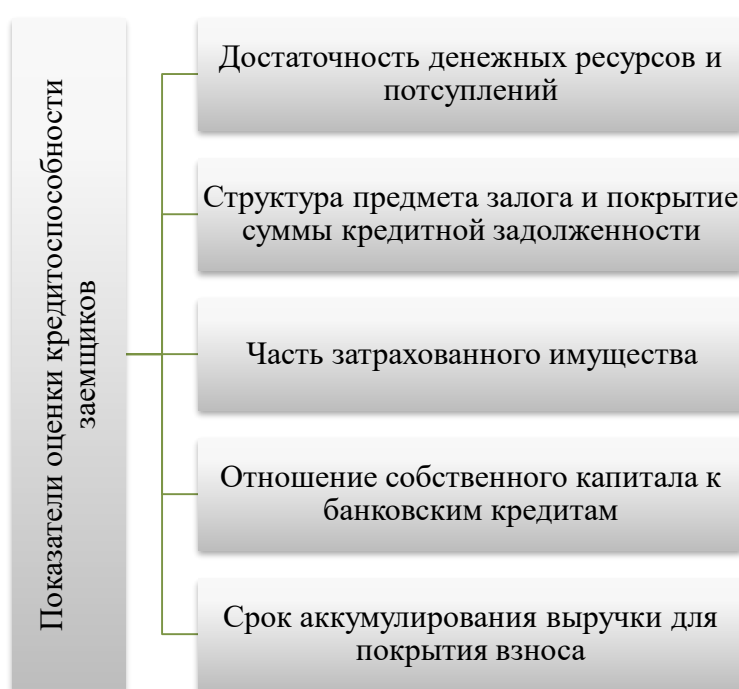 Показатели оценки кредитоспособности
заемщиков
Достаточность денежных ресурсов и
потсуплений
Структура предмета залога и покрытие
суммы кредитной задолженности
Часть затрахованного имущества
Отношение собственного капитала к
банковским кредитам
Срок аккумулирования выручки для
покрытия взноса